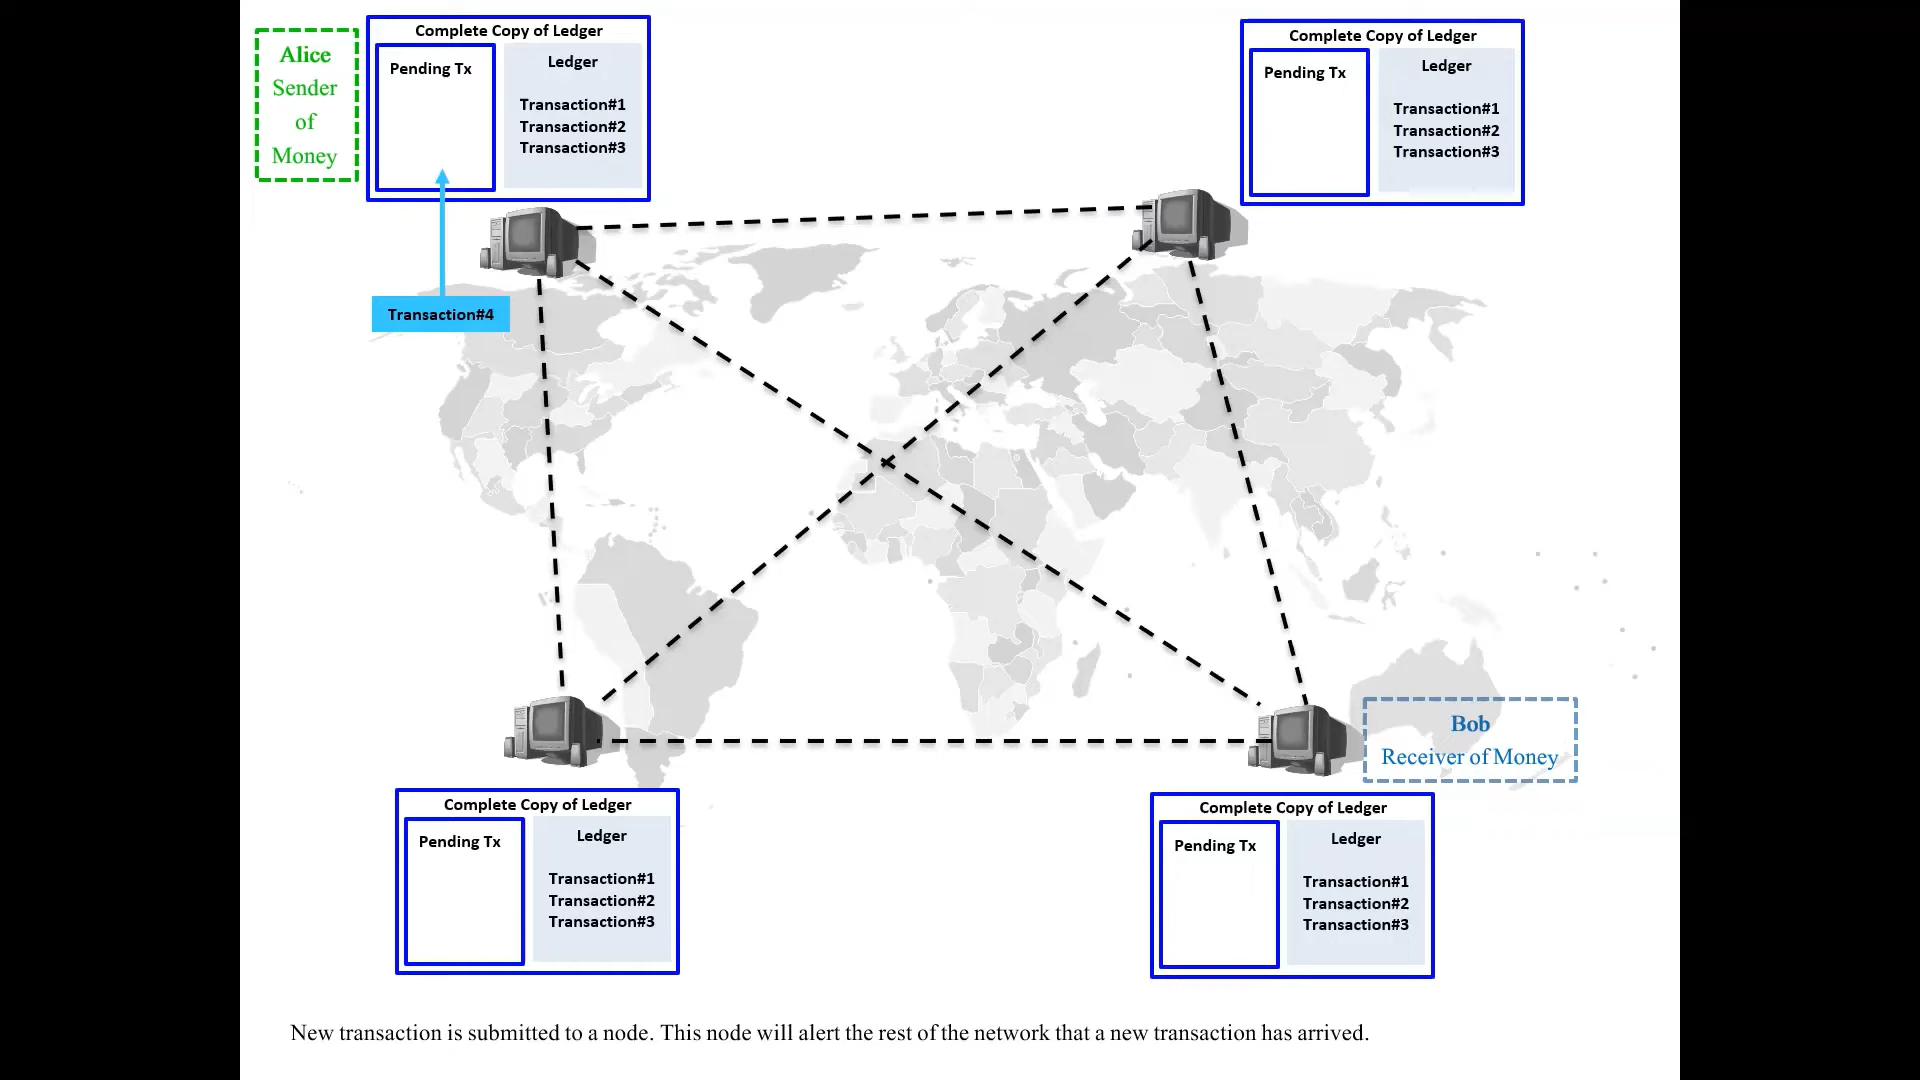 Alice
Sender
of
Money
Complete Copy of Ledger
Pending Tx
Ledger
Transaction#1
Transaction#2
Transaction#3
Complete Copy of Ledger
Pending Tx
Ledger
Transaction#1
Transaction#2
Transaction#3
Transaction#4
Bob
Receiver of Money
Complete Copy of Ledger
Pending Tx
Ledger
Transaction#1
Transaction#2
Transaction#3
Complete Copy of Ledger
Pending Tx
Ledger
Transaction#1
Transaction#2
Transaction#3
New transaction is submitted to a node. This node will alert the rest of the network that a new transaction has arrived.